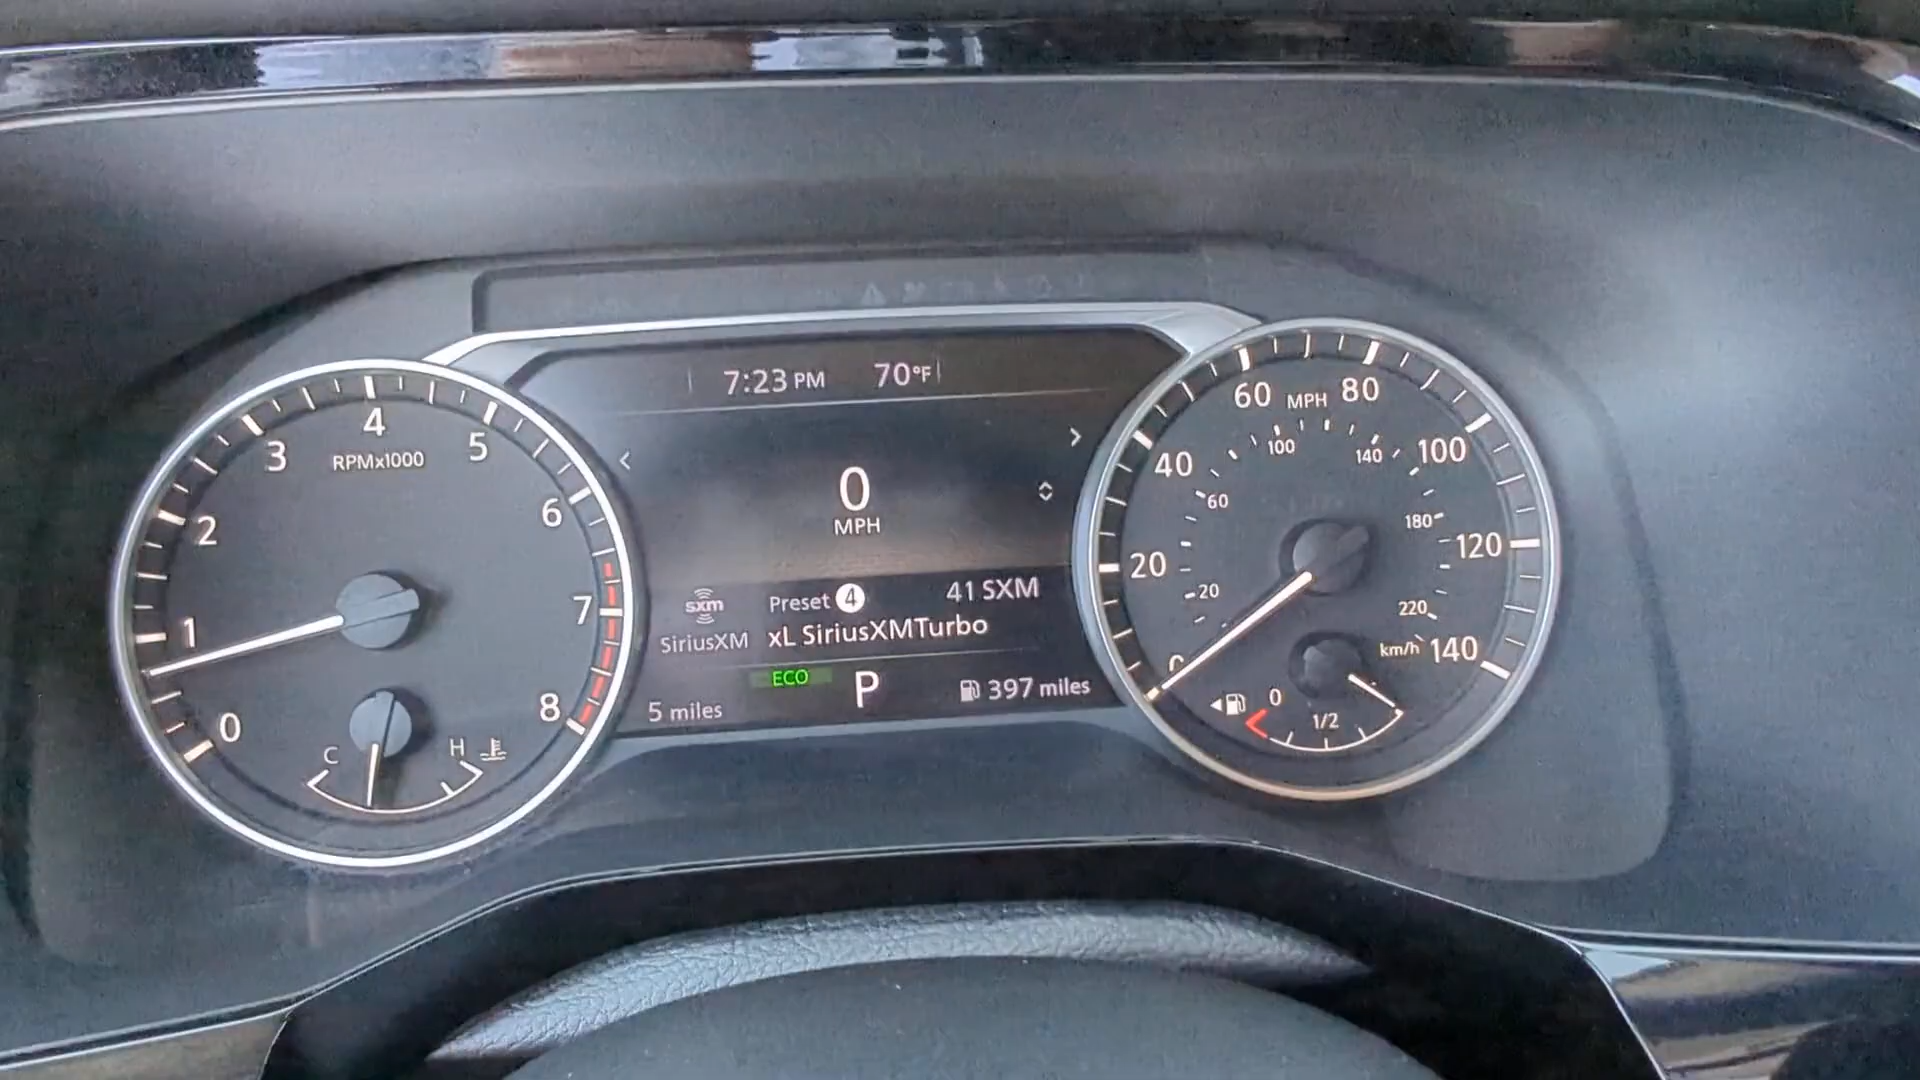 7:23 PM 70°F
0
MPH
sxm
SiriusXM
Preset 4 41 SXM
xL SiriusXMTurbo
ECO
P
5 miles
397 miles
0
1
2
3
4
5
6
7
8
RPMx1000
C
H
0
20
40
60
80
100
120
140
MPH
20
60
100
140
180
220
km/h
0
1/2